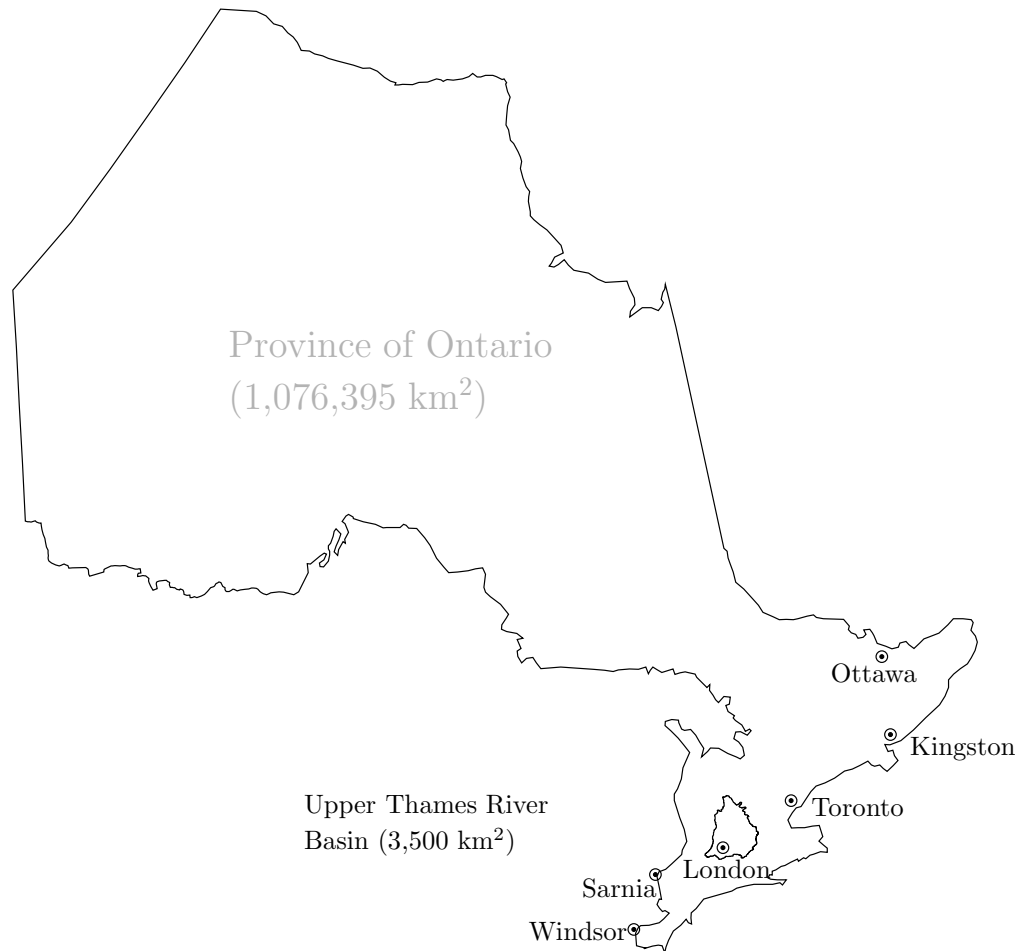 Province of Ontario
(1,076,395 km²)
Ottawa
Kingston
Upper Thames River
Basin (3,500 km²)
Toronto
London
Sarnia
Windsor